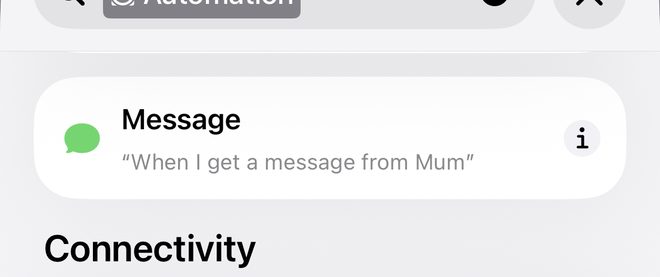 Automation
Message
“When I get a message from Mum”
Connectivity